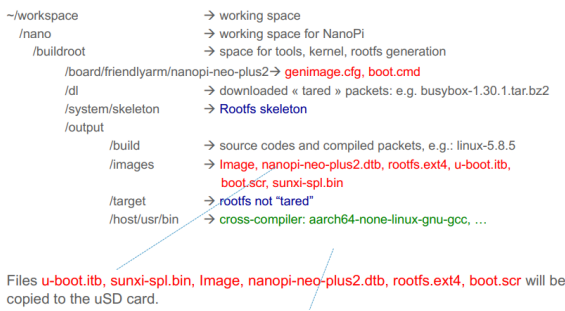 ~/workspace → working space
/nano → working space for NanoPi
/buildroot → space for tools, kernel, rootfs generation
/board/friendlyarm/nanopi-neo-plus2→ genimage.cfg, boot.cmd
/dl → downloaded « tared » packets: e.g. busybox-1.30.1.tar.bz2
/system/skeleton → Rootfs skeleton
/output
/build → source codes and compiled packets, e.g.: linux-5.8.5
/images → Image, nanopi-neo-plus2.dtb, rootfs.ext4, u-boot.itb,
boot.scr, sunxi-spl.bin
/target → rootfs not “tared”
/host/usr/bin → cross-compiler: aarch64-none-linux-gnu-gcc, …
Files u-boot.itb, sunxi-spl.bin, Image, nanopi-neo-plus2.dtb, rootfs.ext4, boot.scr will be
copied to the uSD card.